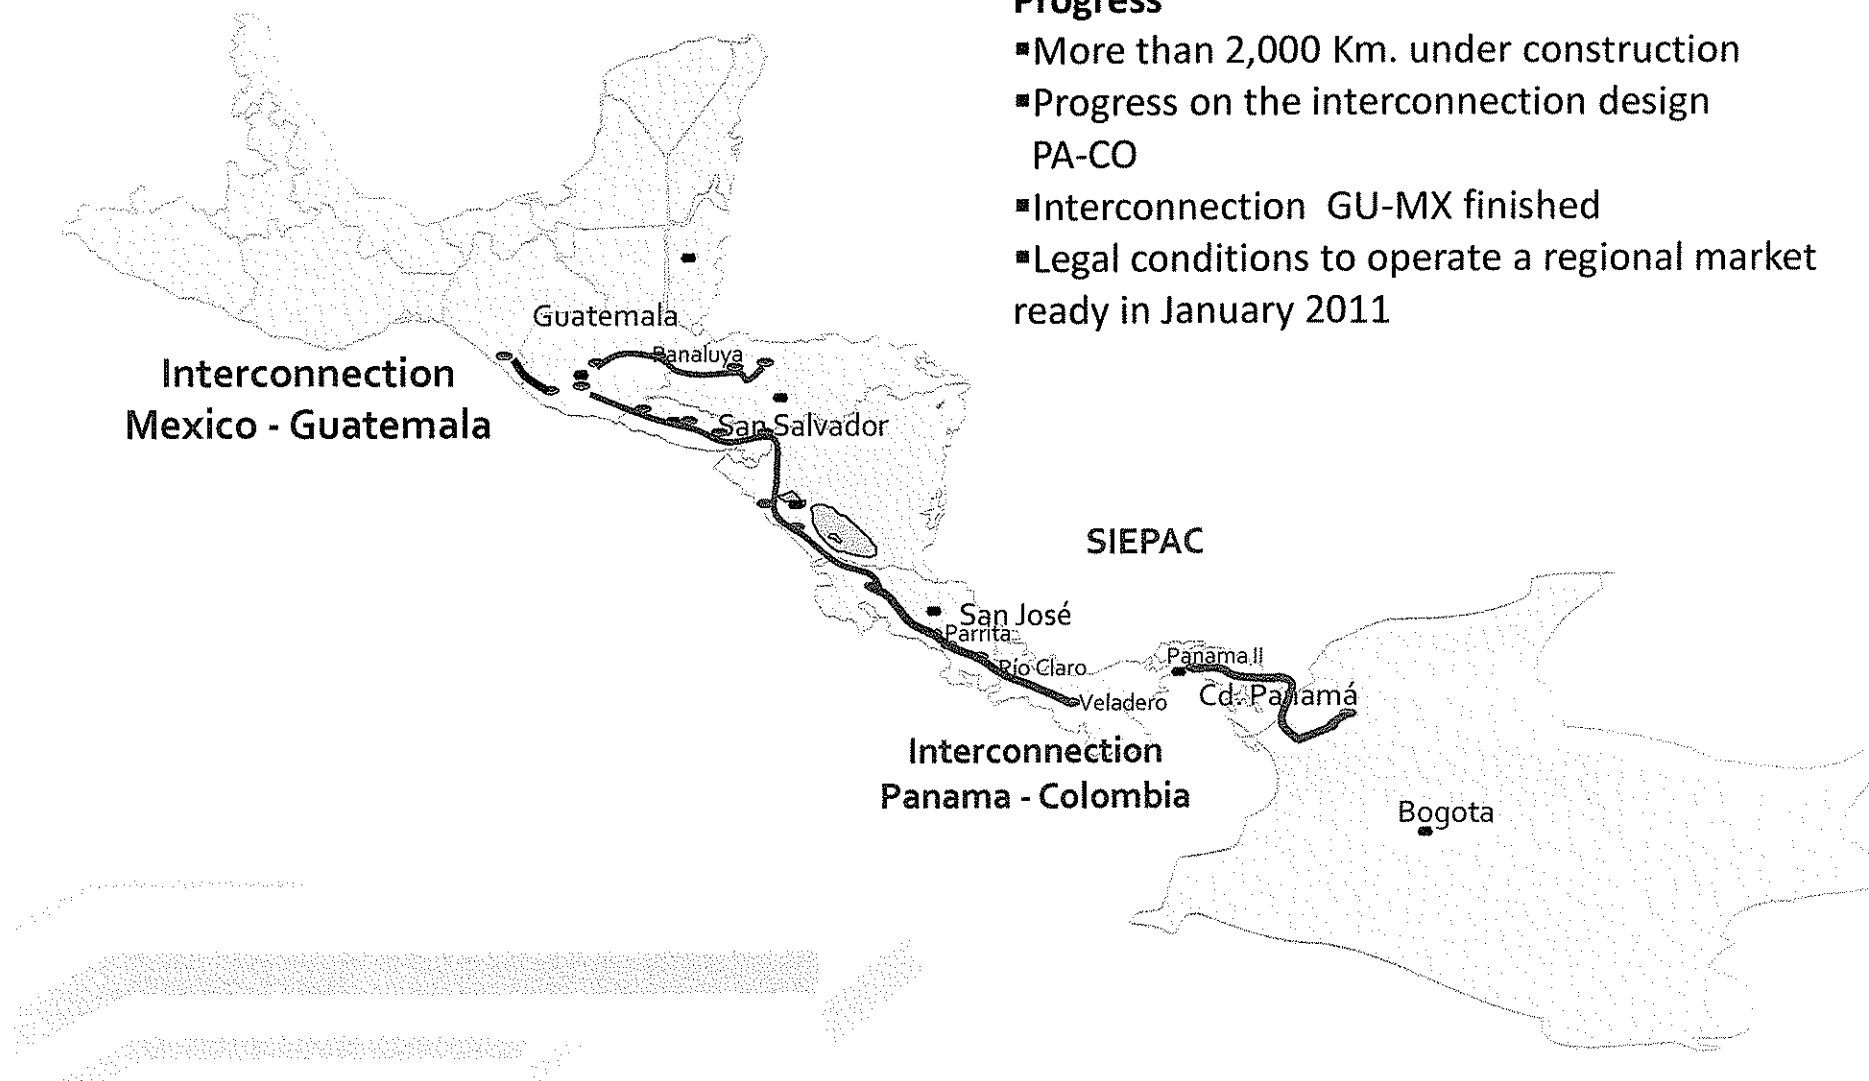 Progress
▪More than 2,000 Km. under construction
▪Progress on the interconnection design
PA-CO
▪Interconnection GU-MX finished
▪Legal conditions to operate a regional market
ready in January 2011
Guatemala
Panaluya
Interconnection
Mexico - Guatemala
San Salvador
SIEPAC
San José
Parrita
Río Claro
Veladero
Panama II
Cd. Panamá
Interconnection
Panama - Colombia
Bogota